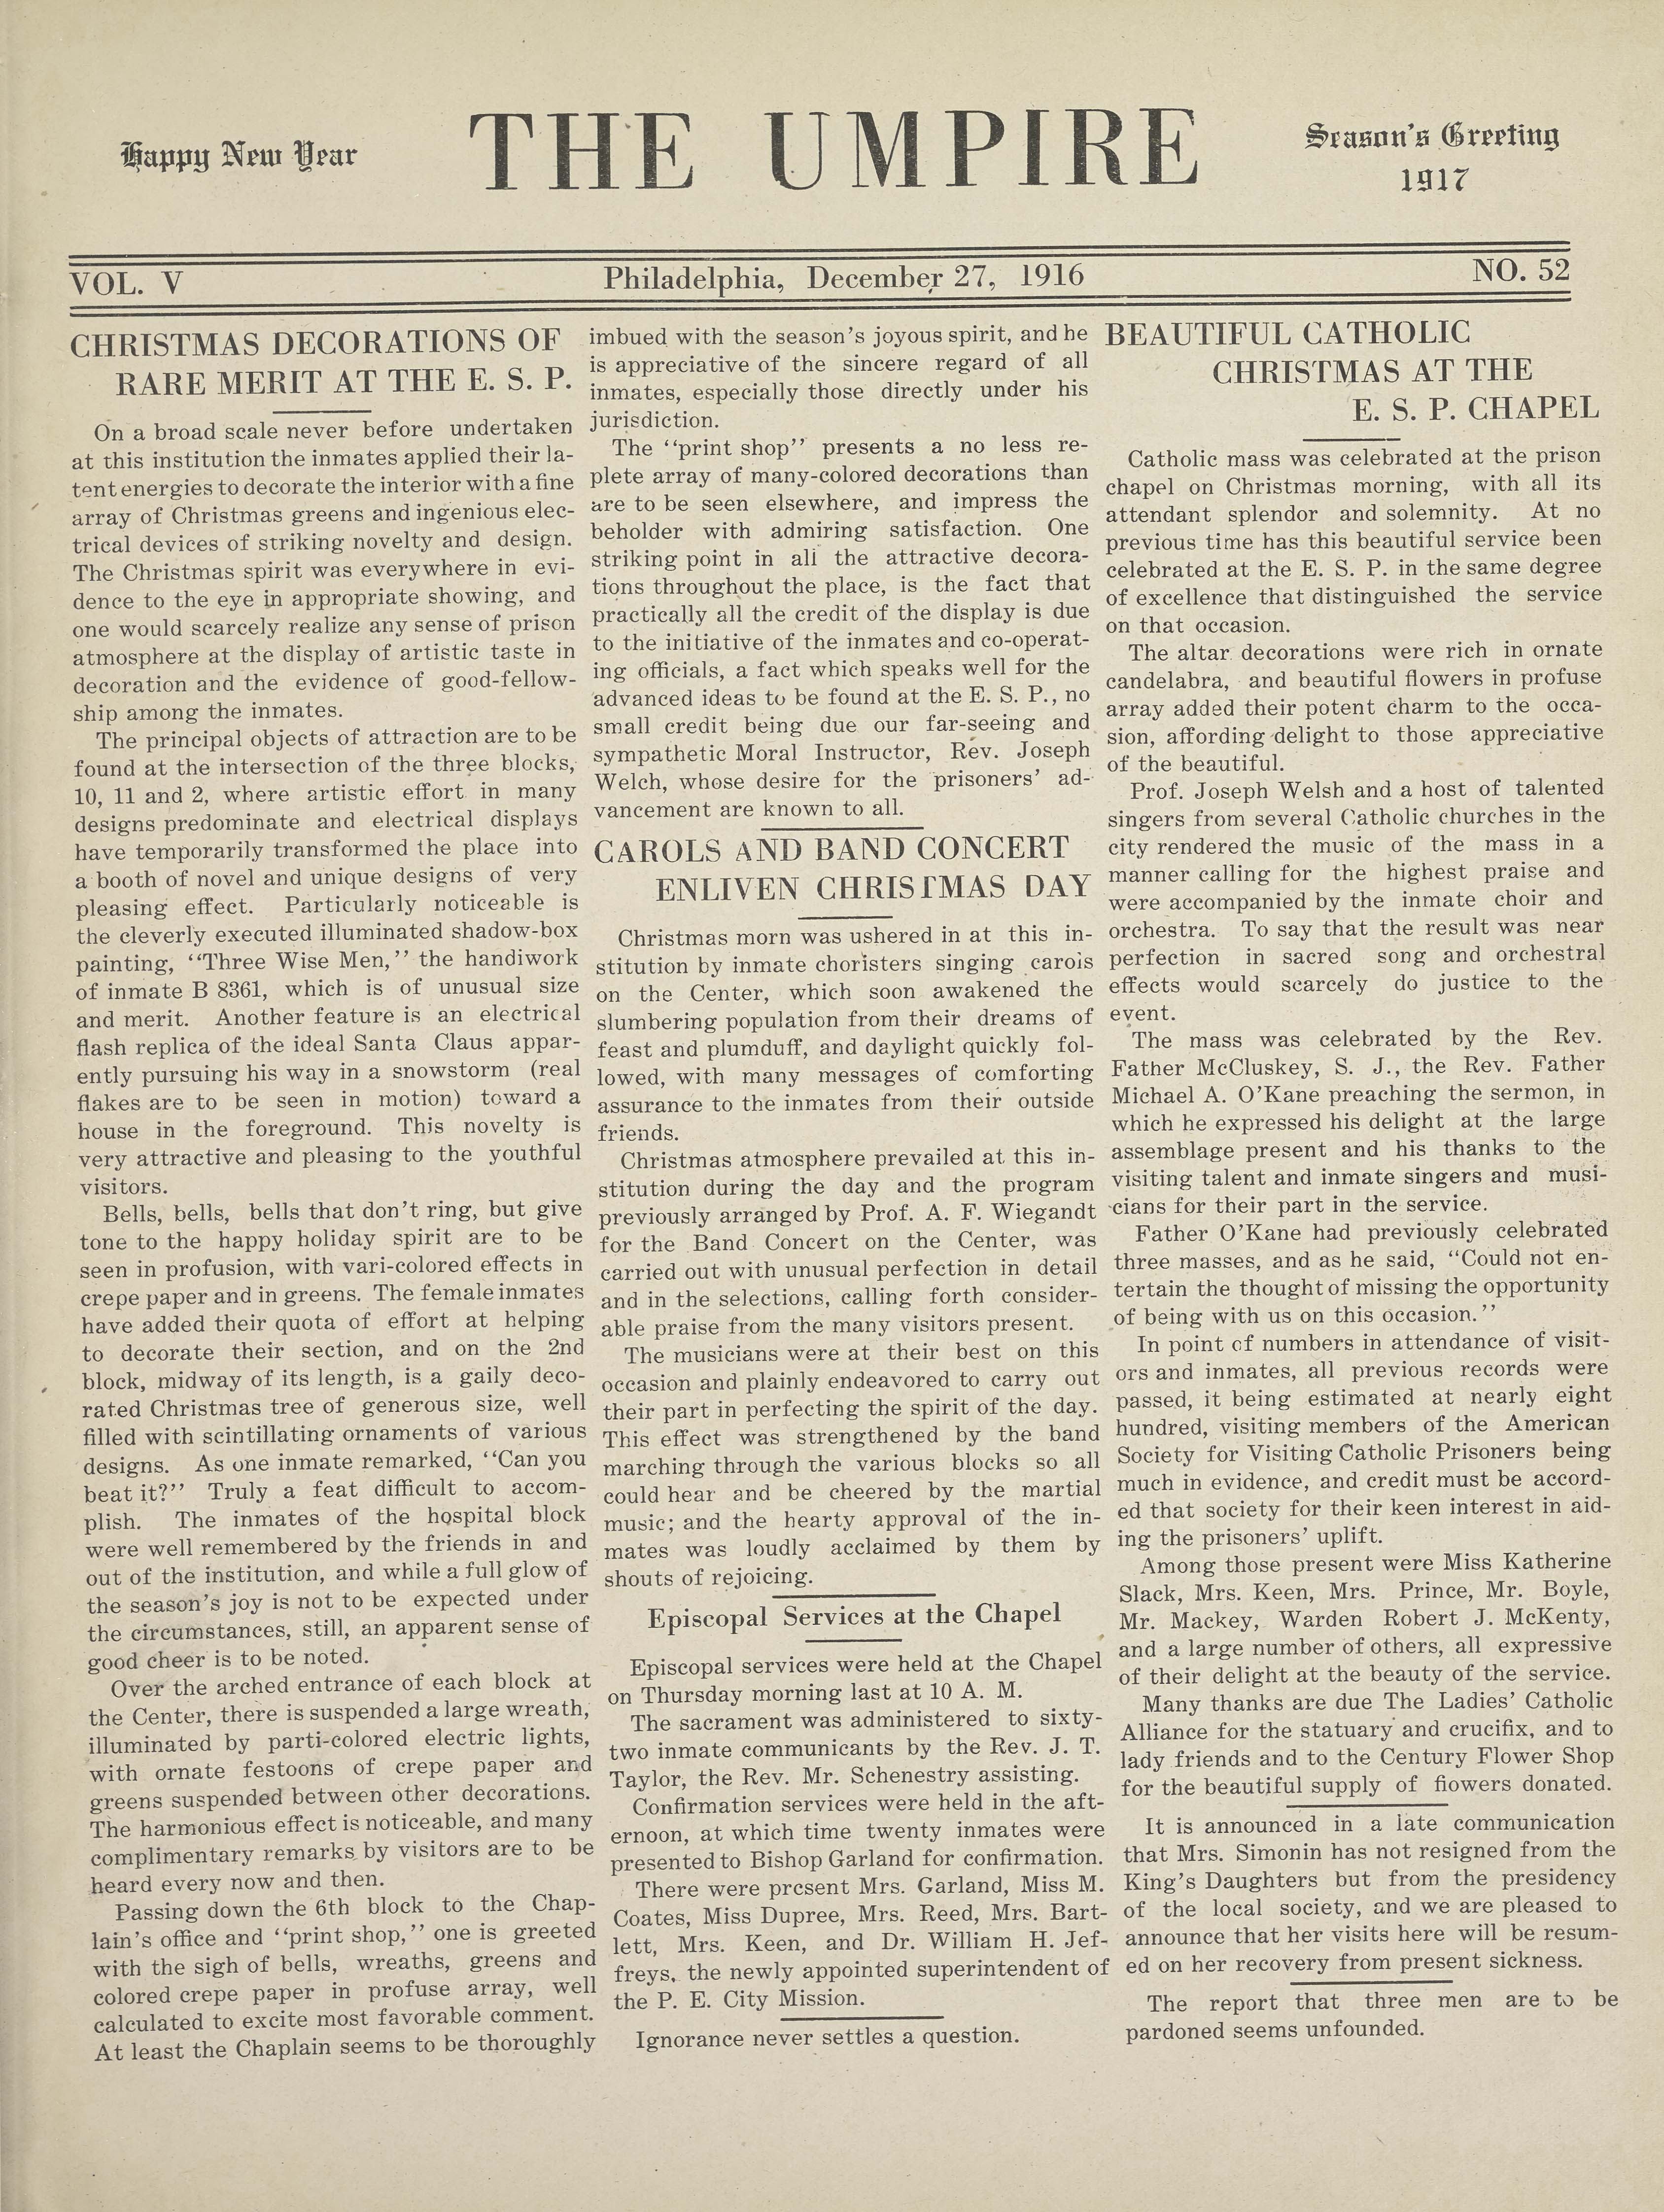 Happy New Year
THE UMPIRE
Season's Greeting
1917
VOL. V
Philadelphia, December 27, 1916
NO. 52
CHRISTMAS DECORATIONS OF
RARE MERIT AT THE E. S. P.
On a broad scale never before undertaken
at this institution the inmates applied their la-
tent energies to decorate the interior with a fine
array of Christmas greens and ingenious elec-
trical devices of striking novelty and design.
The Christmas spirit was everywhere in evi-
dence to the eye in appropriate showing, and
one would scarcely realize any sense of prison
atmosphere at the display of artistic taste in
decoration and the evidence of good-fellow-
ship among the inmates.
The principal objects of attraction are to be
found at the intersection of the three blocks,
10, 11 and 2, where artistic effort in many
designs predominate and electrical displays
have temporarily transformed the place into
a booth of novel and unique designs of very
pleasing effect. Particularly noticeable is
the cleverly executed illuminated shadow-box
painting, "Three Wise Men," the handiwork
of inmate B 8361, which is of unusual size
and merit. Another feature is an electrical
flash replica of the ideal Santa Claus appar-
ently pursuing his way in a snowstorm (real
flakes are to be seen in motion) toward a
house in the foreground. This novelty is
very attractive and pleasing to the youthful
visitors.
Bells, bells, bells that don't ring, but give
tone to the happy holiday spirit are to be
seen in profusion, with vari-colored effects in
crepe paper and in greens. The female inmates
have added their quota of effort at helping
to decorate their section, and on the 2nd
block, midway of its length, is a gaily deco-
rated Christmas tree of generous size, well
filled with scintillating ornaments of various
designs. As one inmate remarked, "Can you
beat it?" Truly a feat difficult to accom-
plish. The inmates of the hospital block
were well remembered by the friends in and
out of the institution, and while a full glow of
the season's joy is not to be expected under
the circumstances, still, an apparent sense of
good cheer is to be noted.
Over the arched entrance of each block at
the Center, there is suspended a large wreath,
illuminated by parti-colored electric lights,
with ornate festoons of crepe paper and
greens suspended between other decorations.
The harmonious effect is noticeable, and many
complimentary remarks by visitors are to be
heard every now and then.
Passing down the 6th block to the Chap-
lain's office and "print shop," one is greeted
with the sigh of bells, wreaths, greens and
colored crepe paper in profuse array, well
calculated to excite most favorable comment.
At least the Chaplain seems to be thoroughly
imbued with the season's joyous spirit, and he
is appreciative of the sincere regard of all
inmates, especially those directly under his
jurisdiction.
The "print shop" presents a no less re-
plete array of many-colored decorations than
are to be seen elsewhere, and impress the
beholder with admiring satisfaction. One
striking point in all the attractive decora-
tions throughout the place, is the fact that
practically all the credit of the display is due
to the initiative of the inmates and co-operat-
ing officials, a fact which speaks well for the
advanced ideas to be found at the E. S. P., no
small credit being due our far-seeing and
sympathetic Moral Instructor, Rev. Joseph
Welch, whose desire for the prisoners' ad-
vancement are known to all.
CAROLS AND BAND CONCERT
ENLIVEN CHRISTMAS DAY
Christmas morn was ushered in at this in-
stitution by inmate choristers singing carols
on the Center, which soon awakened the
slumbering population from their dreams of
feast and plumduff, and daylight quickly fol-
lowed, with many messages of comforting
assurance to the inmates from their outside
friends.
Christmas atmosphere prevailed at this in-
stitution during the day and the program
previously arranged by Prof. A. F. Wiegandt
for the Band Concert on the Center, was
carried out with unusual perfection in detail
and in the selections, calling forth consider-
able praise from the many visitors present.
The musicians were at their best on this
occasion and plainly endeavored to carry out
their part in perfecting the spirit of the day.
This effect was strengthened by the band
marching through the various blocks so all
could hear and be cheered by the martial
music; and the hearty approval of the in-
mates was loudly acclaimed by them by
shouts of rejoicing.
Episcopal Services at the Chapel
Episcopal services were held at the Chapel
on Thursday morning last at 10 A. M.
The sacrament was administered to sixty-
two inmate communicants by the Rev. J. T.
Taylor, the Rev. Mr. Schenestry assisting.
Confirmation services were held in the aft-
ernoon, at which time twenty inmates were
presented to Bishop Garland for confirmation.
There were present Mrs. Garland, Miss M.
Coates, Miss Dupree, Mrs. Reed, Mrs. Bart-
lett, Mrs. Keen, and Dr. William H. Jef-
freys, the newly appointed superintendent of
the P. E. City Mission.
Ignorance never settles a question.
BEAUTIFUL CATHOLIC
CHRISTMAS AT THE
E. S. P. CHAPEL
Catholic mass was celebrated at the prison
chapel on Christmas morning, with all its
attendant splendor and solemnity. At no
previous time has this beautiful service been
celebrated at the E. S. P. in the same degree
of excellence that distinguished the service
on that occasion.
The altar decorations were rich in ornate
candelabra, and beautiful flowers in profuse
array added their potent charm to the occa-
sion, affording delight to those appreciative
of the beautiful.
Prof. Joseph Welsh and a host of talented
singers from several Catholic churches in the
city rendered the music of the mass in a
manner calling for the highest praise and
were accompanied by the inmate choir and
orchestra. To say that the result was near
perfection in sacred song and orchestral
effects would scarcely do justice to the
event.
The mass was celebrated by the Rev.
Father McCluskey, S. J., the Rev. Father
Michael A. O'Kane preaching the sermon, in
which he expressed his delight at the large
assemblage present and his thanks to the
visiting talent and inmate singers and musi-
cians for their part in the service.
Father O'Kane had previously celebrated
three masses, and as he said, "Could not en-
tertain the thought of missing the opportunity
of being with us on this occasion."
In point of numbers in attendance of visit-
ors and inmates, all previous records were
passed, it being estimated at nearly eight
hundred, visiting members of the American
Society for Visiting Catholic Prisoners being
much in evidence, and credit must be accord-
ed that society for their keen interest in aid-
ing the prisoners' uplift.
Among those present were Miss Katherine
Slack, Mrs. Keen, Mrs. Prince, Mr. Boyle,
Mr. Mackey, Warden Robert J. McKenty,
and a large number of others, all expressive
of their delight at the beauty of the service.
Many thanks are due The Ladies' Catholic
Alliance for the statuary and crucifix, and to
lady friends and to the Century Flower Shop
for the beautiful supply of flowers donated.
It is announced in a late communication
that Mrs. Simonin has not resigned from the
King's Daughters but from the presidency
of the local society, and we are pleased to
announce that her visits here will be resum-
ed on her recovery from present sickness.
The report that three men are to be
pardoned seems unfounded.